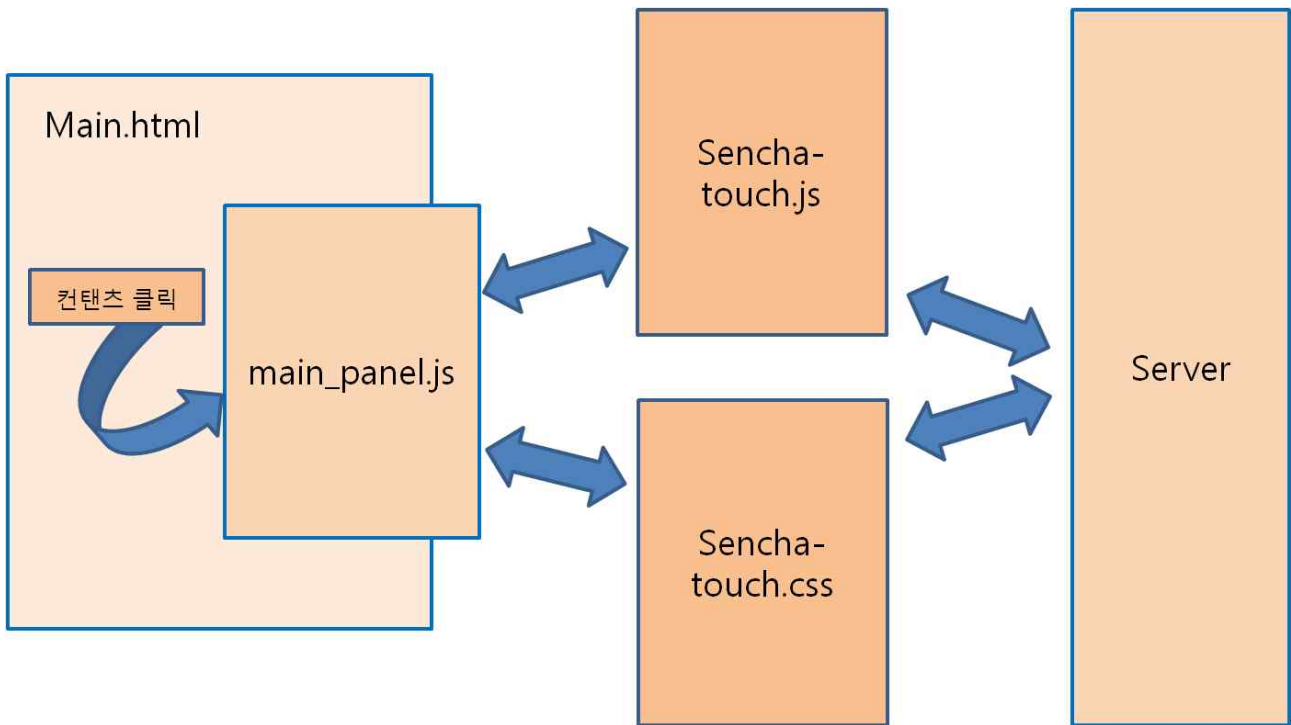 Main.html
컨탠츠 클릭
main_panel.js
Sencha-
touch.js
Sencha-
touch.css
Server